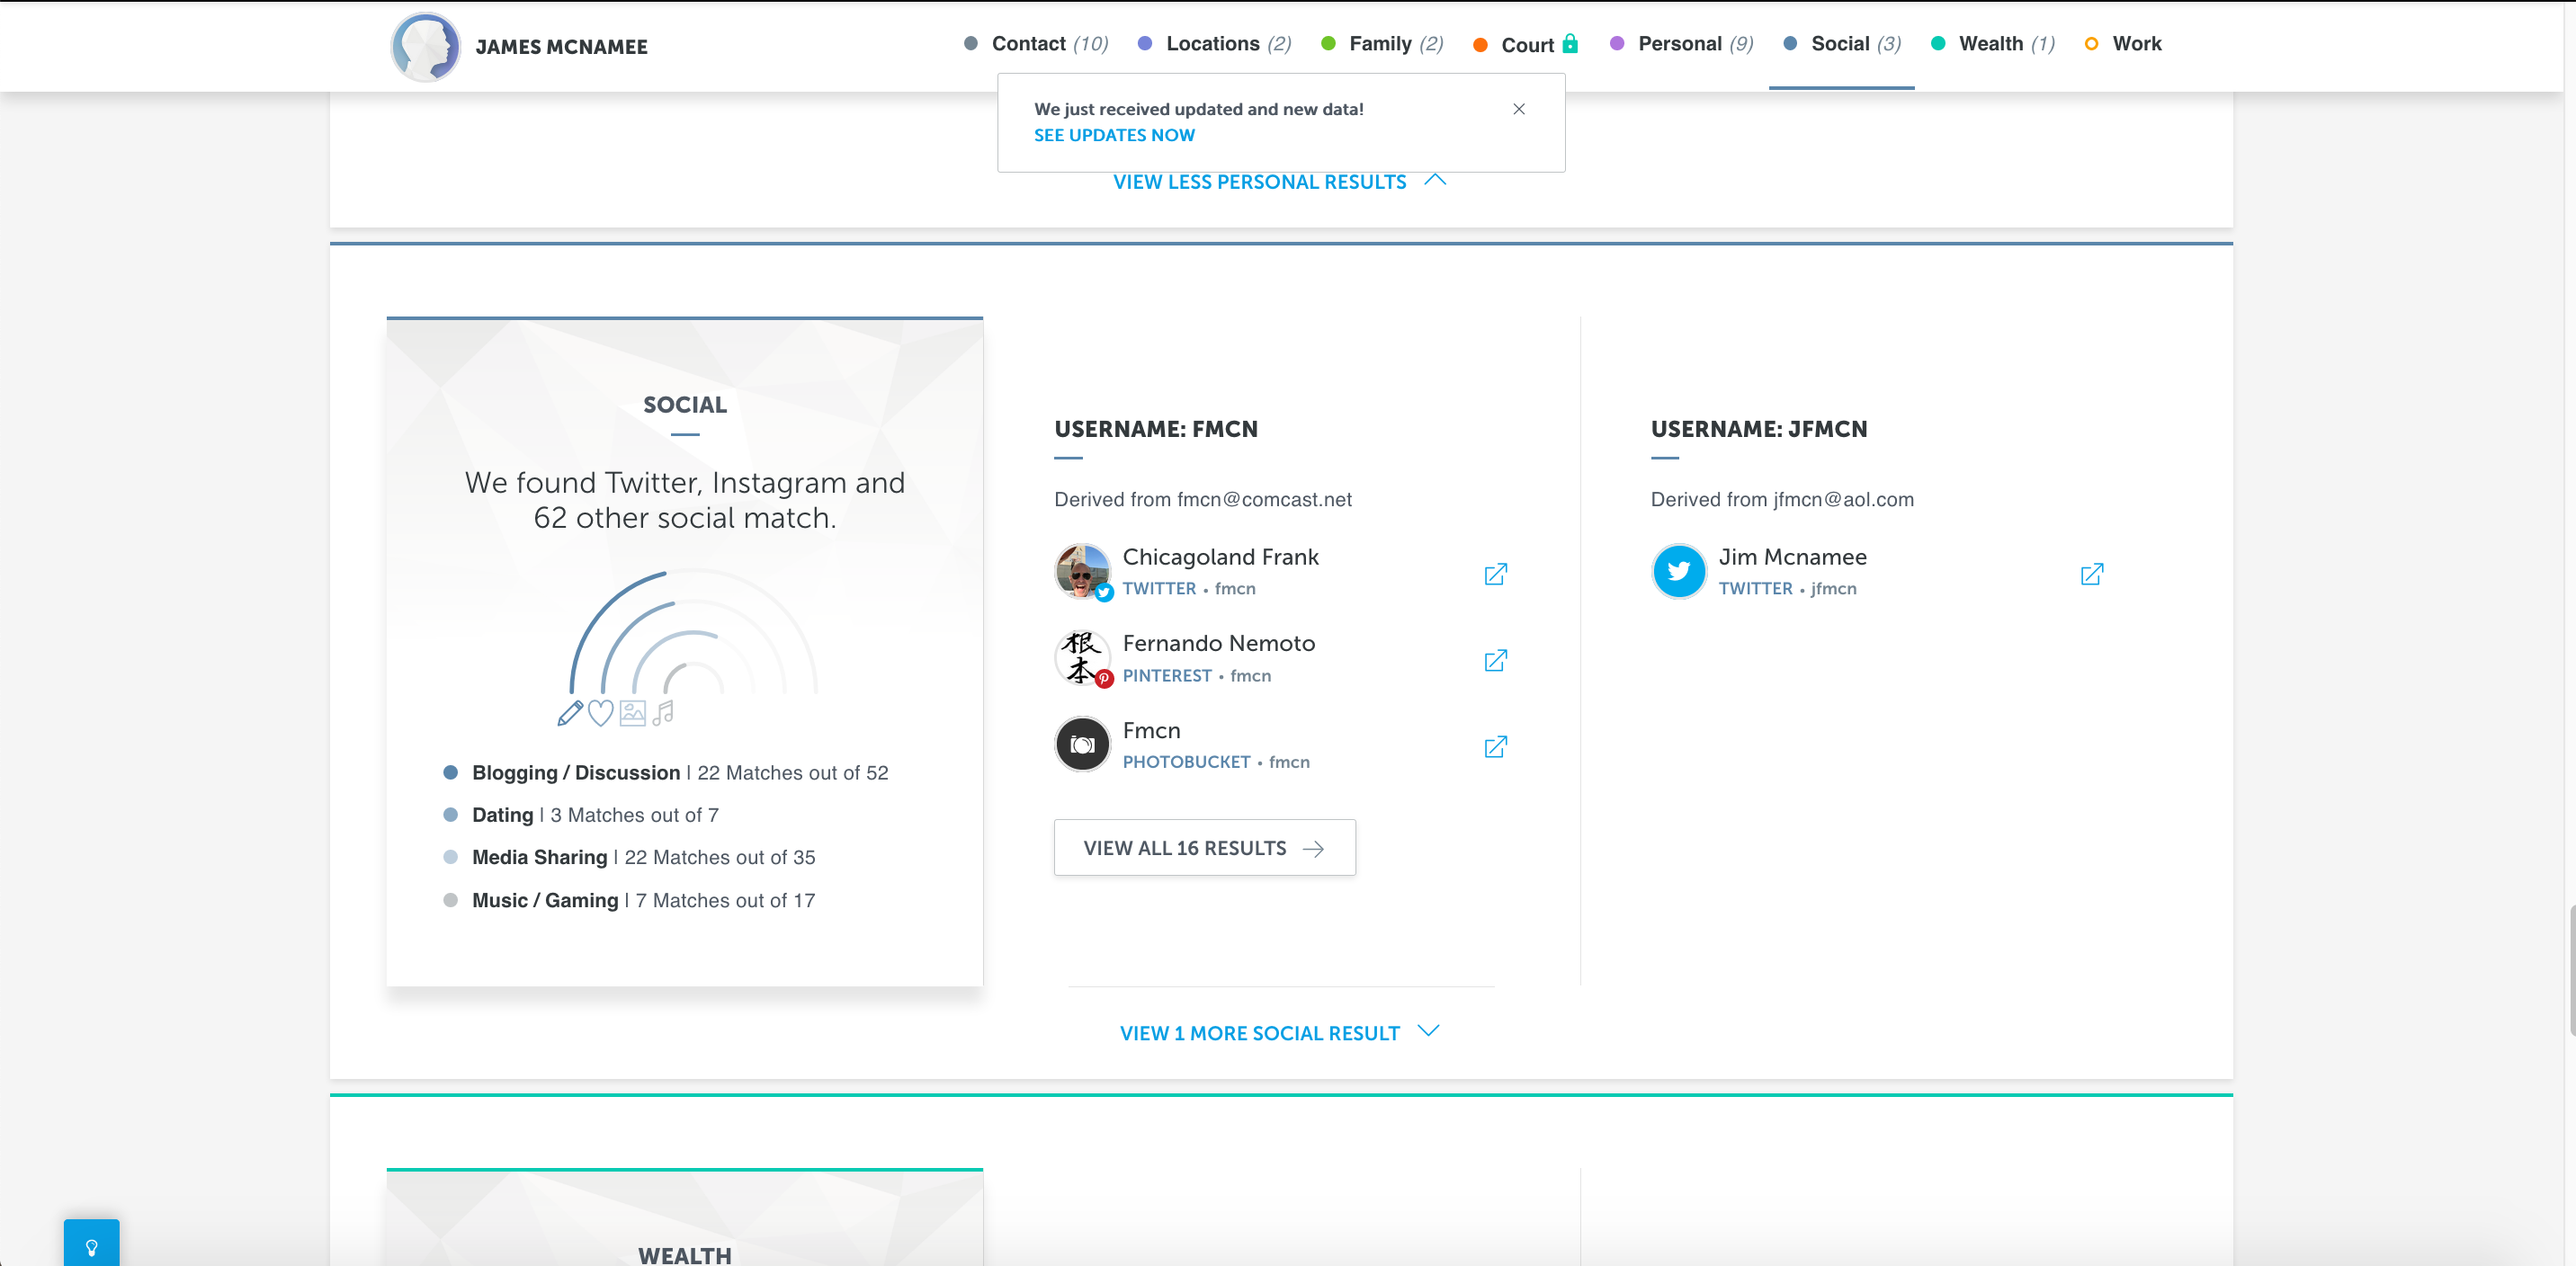 JAMES MCNAMEE
Contact (10)
Locations (2)
Family (2)
Court
Personal (9)
Social (3)
Wealth (1)
Work
We just received updated and new data!
SEE UPDATES NOW
VIEW LESS PERSONAL RESULTS
SOCIAL
We found Twitter, Instagram and
62 other social match.
Blogging / Discussion | 22 Matches out of 52
Dating | 3 Matches out of 7
Media Sharing | 22 Matches out of 35
Music / Gaming | 7 Matches out of 17
USERNAME: FMCN
Derived from fmcn@comcast.net
Chicagoland Frank
TWITTER • fmcn
根
本
Fernando Nemoto
PINTEREST • fmcn
Fmcn
PHOTOBUCKET • fmcn
VIEW ALL 16 RESULTS
USERNAME: JFMCN
Derived from jfmcn@aol.com
Jim Mcnamee
TWITTER • jfmcn
VIEW 1 MORE SOCIAL RESULT
WEALTH